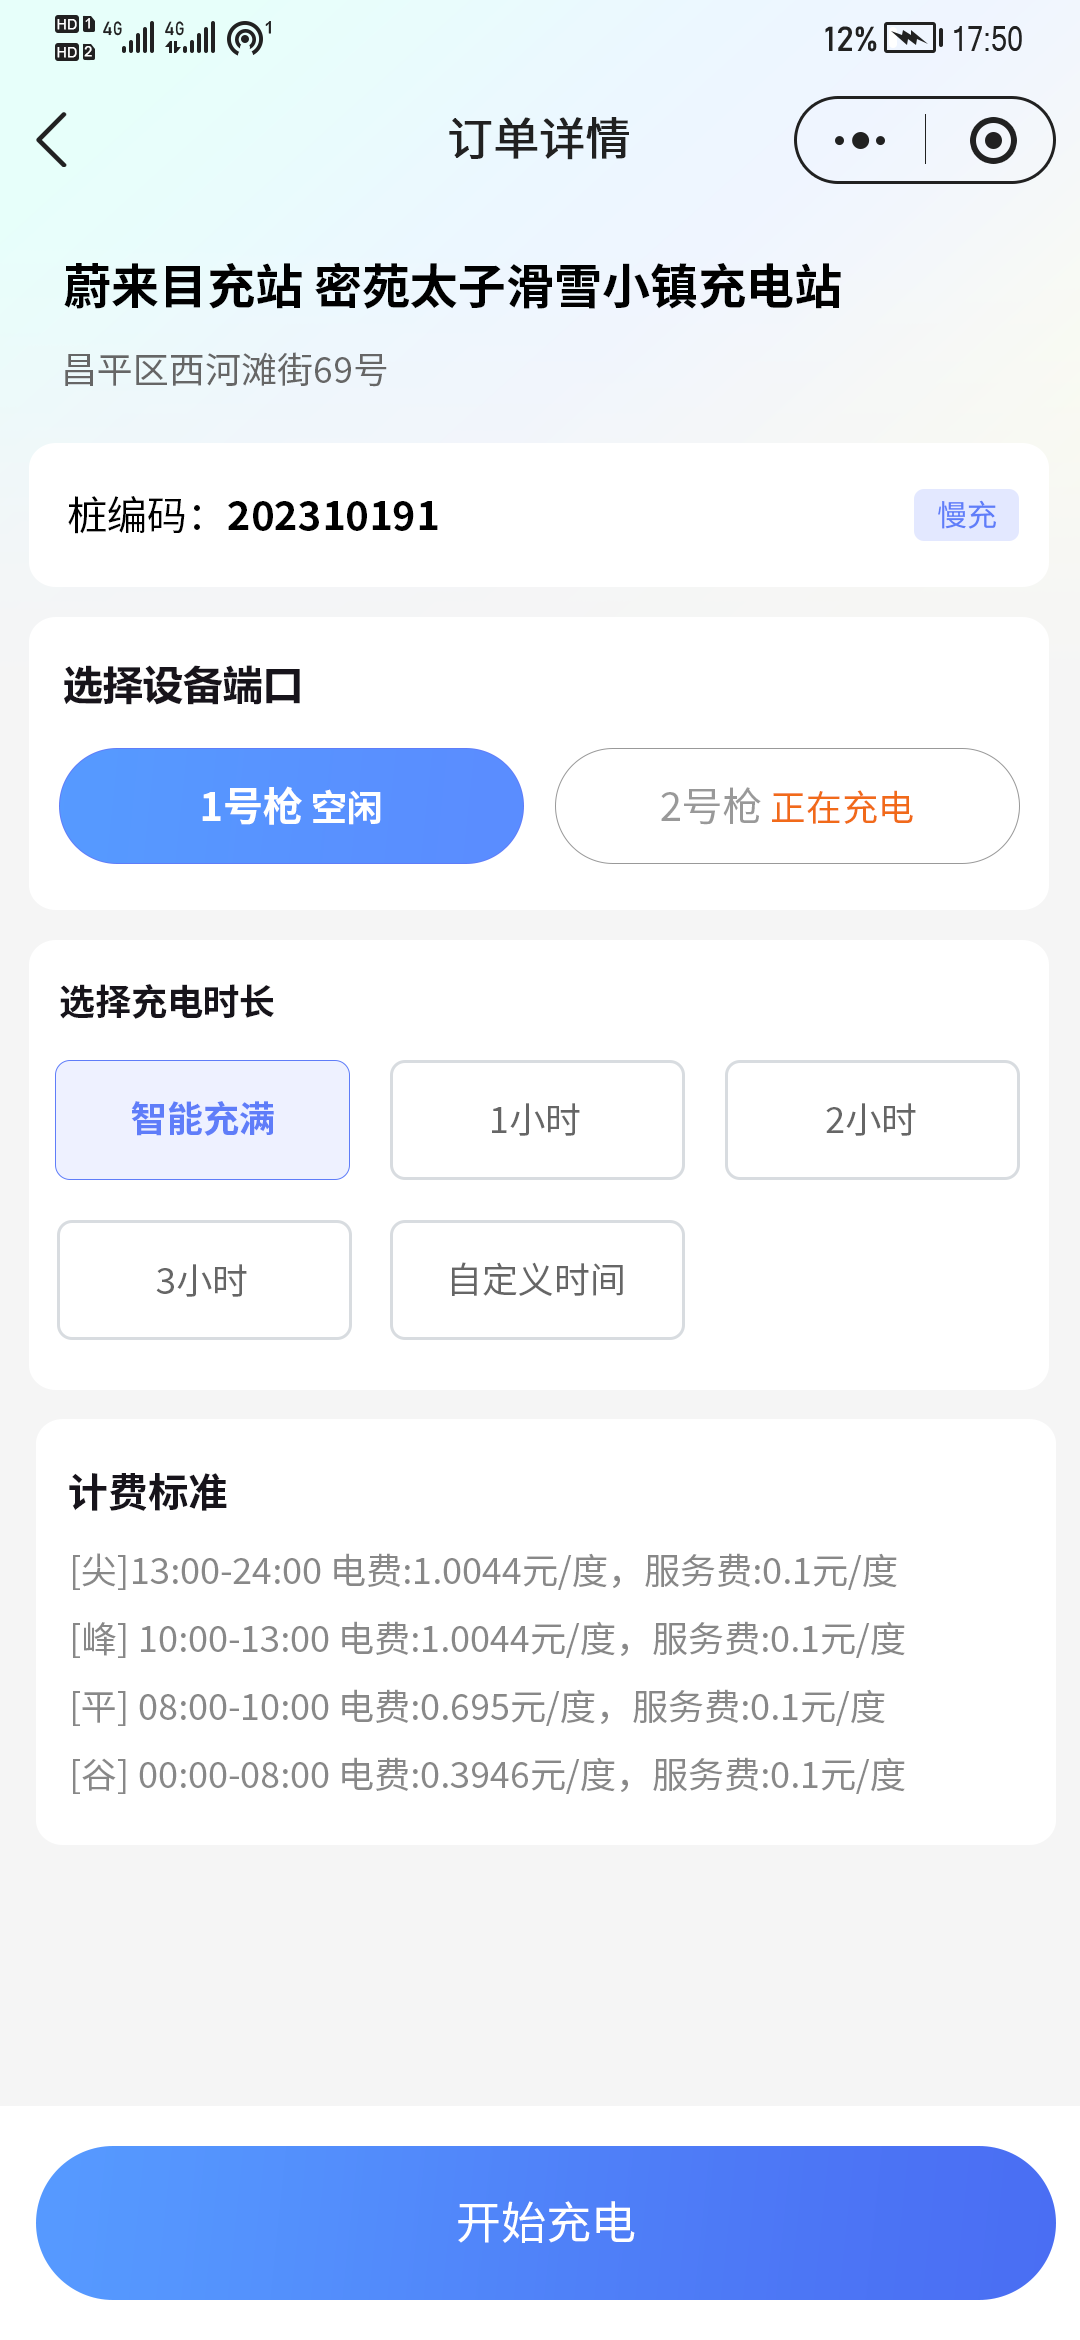 HD 1 4G 4G 1 12% 17:50
HD 2
订单详情
蔚来目充站 密苑太子滑雪小镇充电站
昌平区西河滩街69号
桩编码：202310191 慢充
选择设备端口
1号枪 空闲 2号枪 正在充电
选择充电时长
智能充满 1小时 2小时
3小时 自定义时间
计费标准
[尖]13:00-24:00 电费:1.0044元/度，服务费:0.1元/度
[峰] 10:00-13:00 电费:1.0044元/度，服务费:0.1元/度
[平] 08:00-10:00 电费:0.695元/度，服务费:0.1元/度
[谷] 00:00-08:00 电费:0.3946元/度，服务费:0.1元/度
开始充电